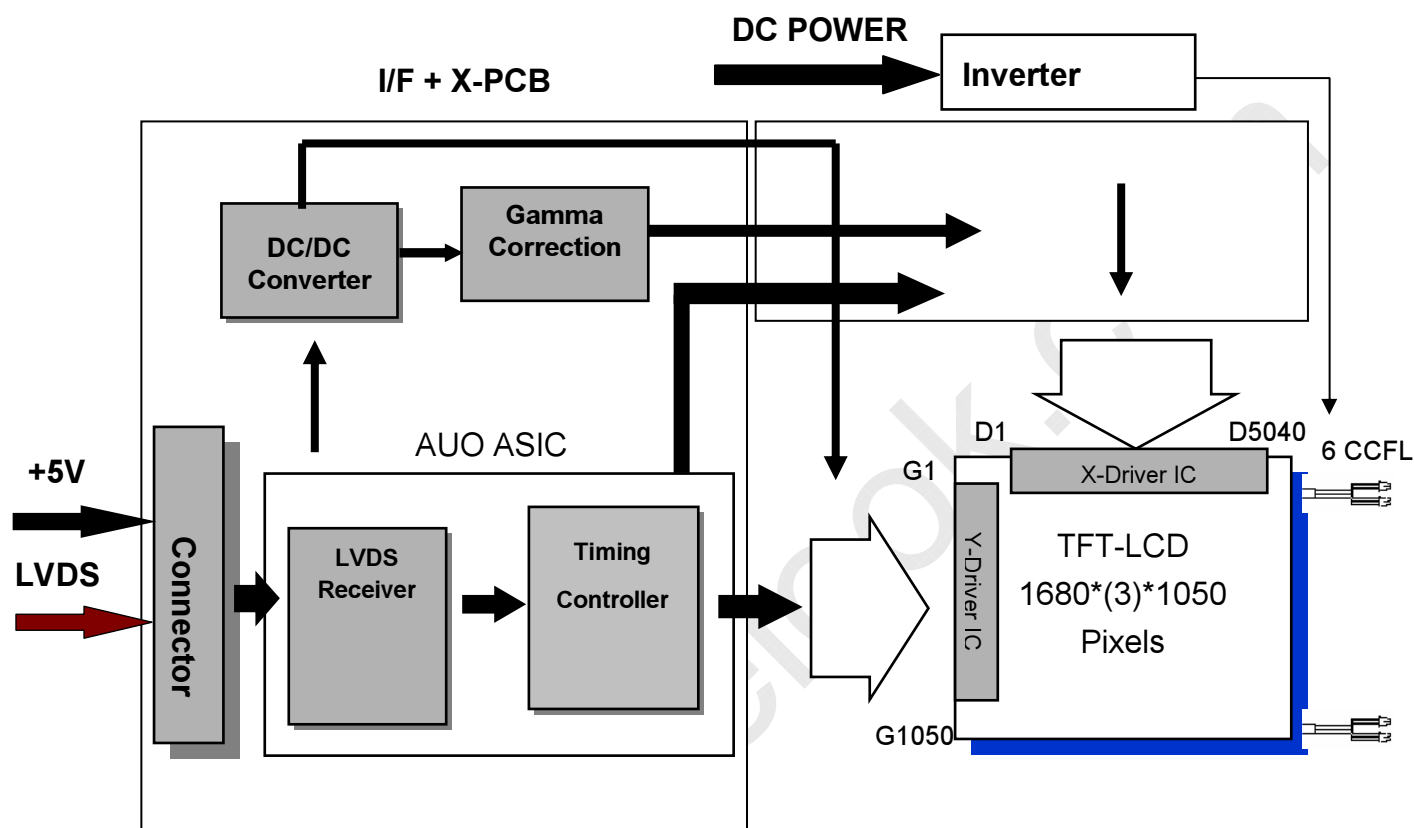 DC POWER
Inverter
I/F + X-PCB
Gamma
Correction
DC/DC
Converter
AUO ASIC
D1
D5040
6 CCFL
+5V
G1
X-Driver IC
Connector
LVDS
Receiver
Timing
Controller
Y-Driver IC
TFT-LCD
1680*(3)*1050
Pixels
LVDS
G1050